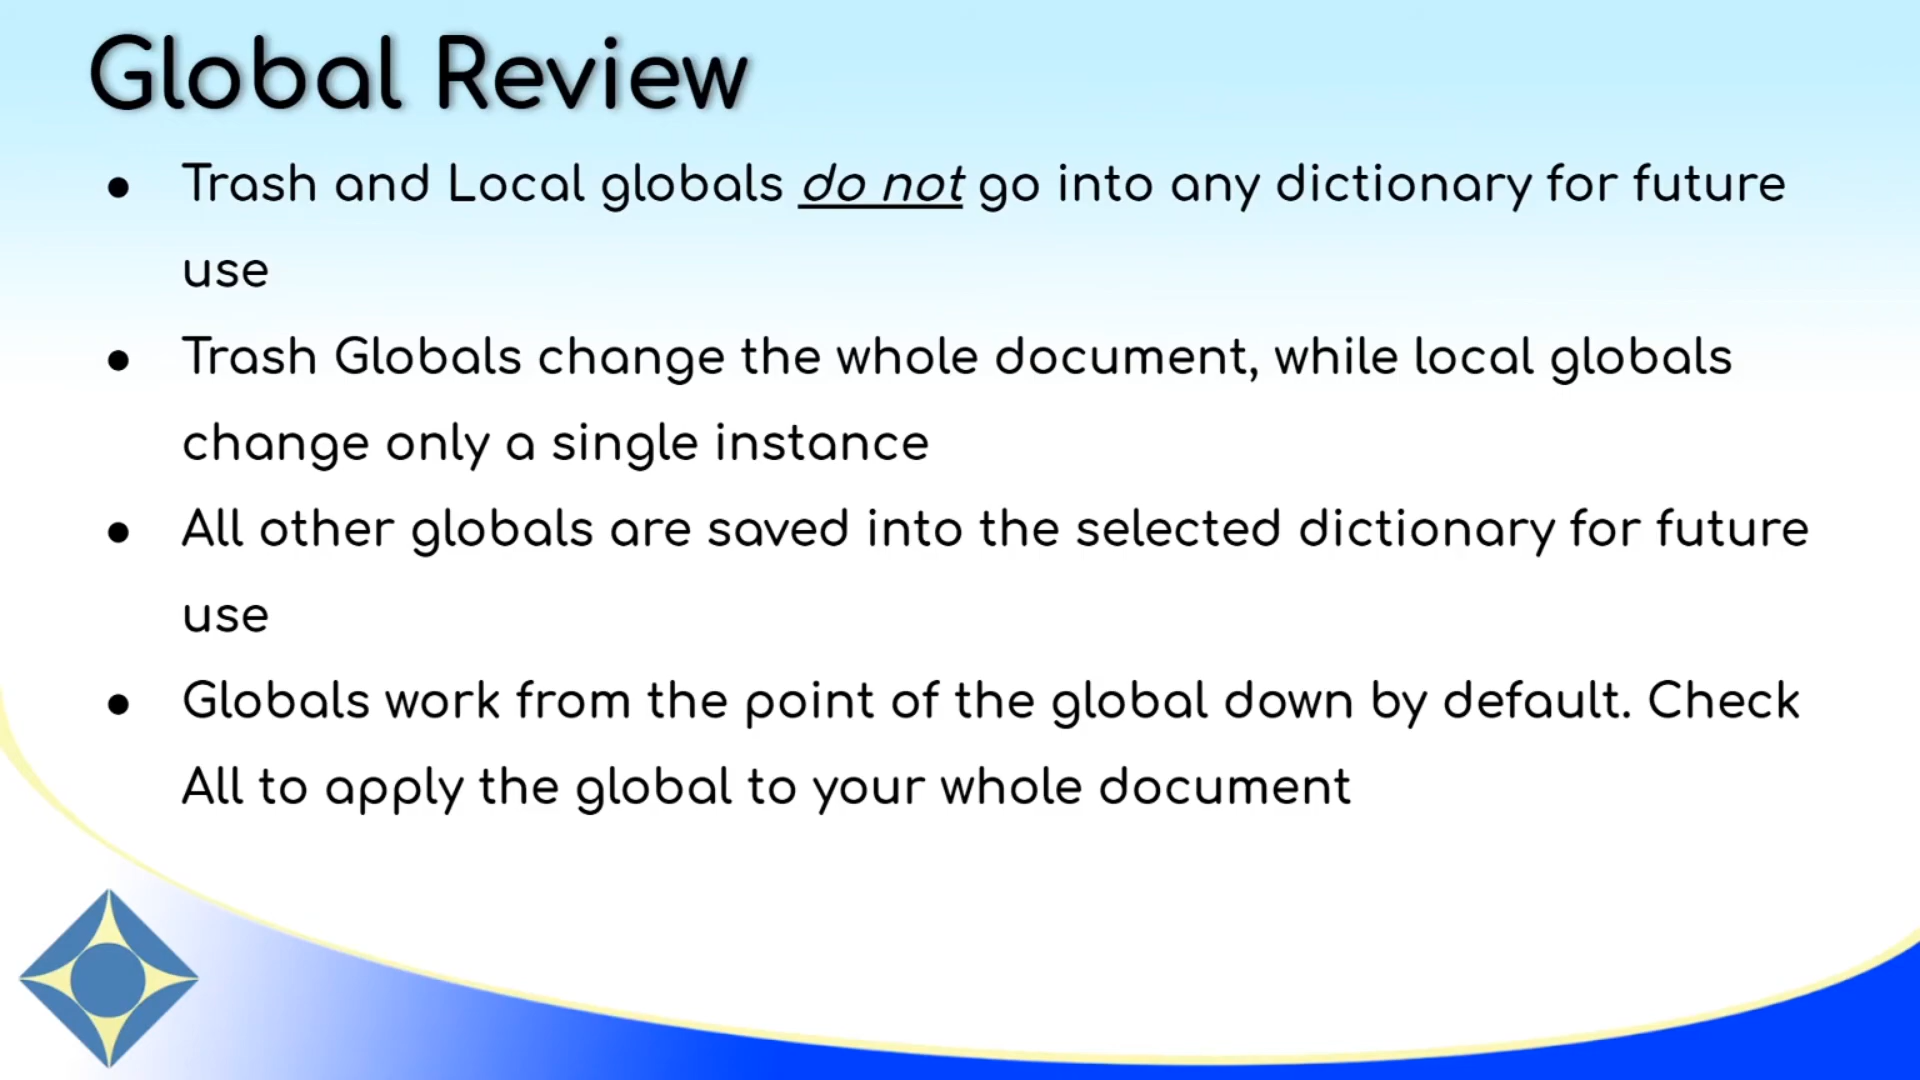 Global Review
● Trash and Local globals do not go into any dictionary for future
use
● Trash Globals change the whole document, while local globals
change only a single instance
● All other globals are saved into the selected dictionary for future
use
● Globals work from the point of the global down by default. Check
All to apply the global to your whole document